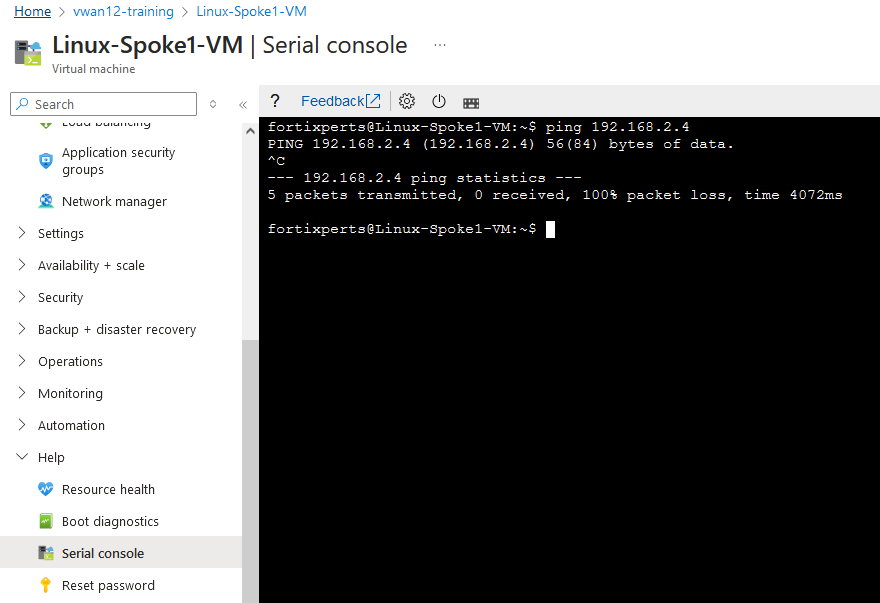 Home > vwan12-training > Linux-Spoke1-VM
Linux-Spoke1-VM | Serial console ...
Virtual machine
Search
«
? Feedback
Load balancing
Application security
groups
Network manager
Settings
Availability + scale
Security
Backup + disaster recovery
Operations
Monitoring
Automation
Help
Resource health
Boot diagnostics
Serial console
Reset password
fortixperts@Linux-Spoke1-VM:~$ ping 192.168.2.4
PING 192.168.2.4 (192.168.2.4) 56(84) bytes of data.
^C
--- 192.168.2.4 ping statistics ---
5 packets transmitted, 0 received, 100% packet loss, time 4072ms
fortixperts@Linux-Spoke1-VM:~$